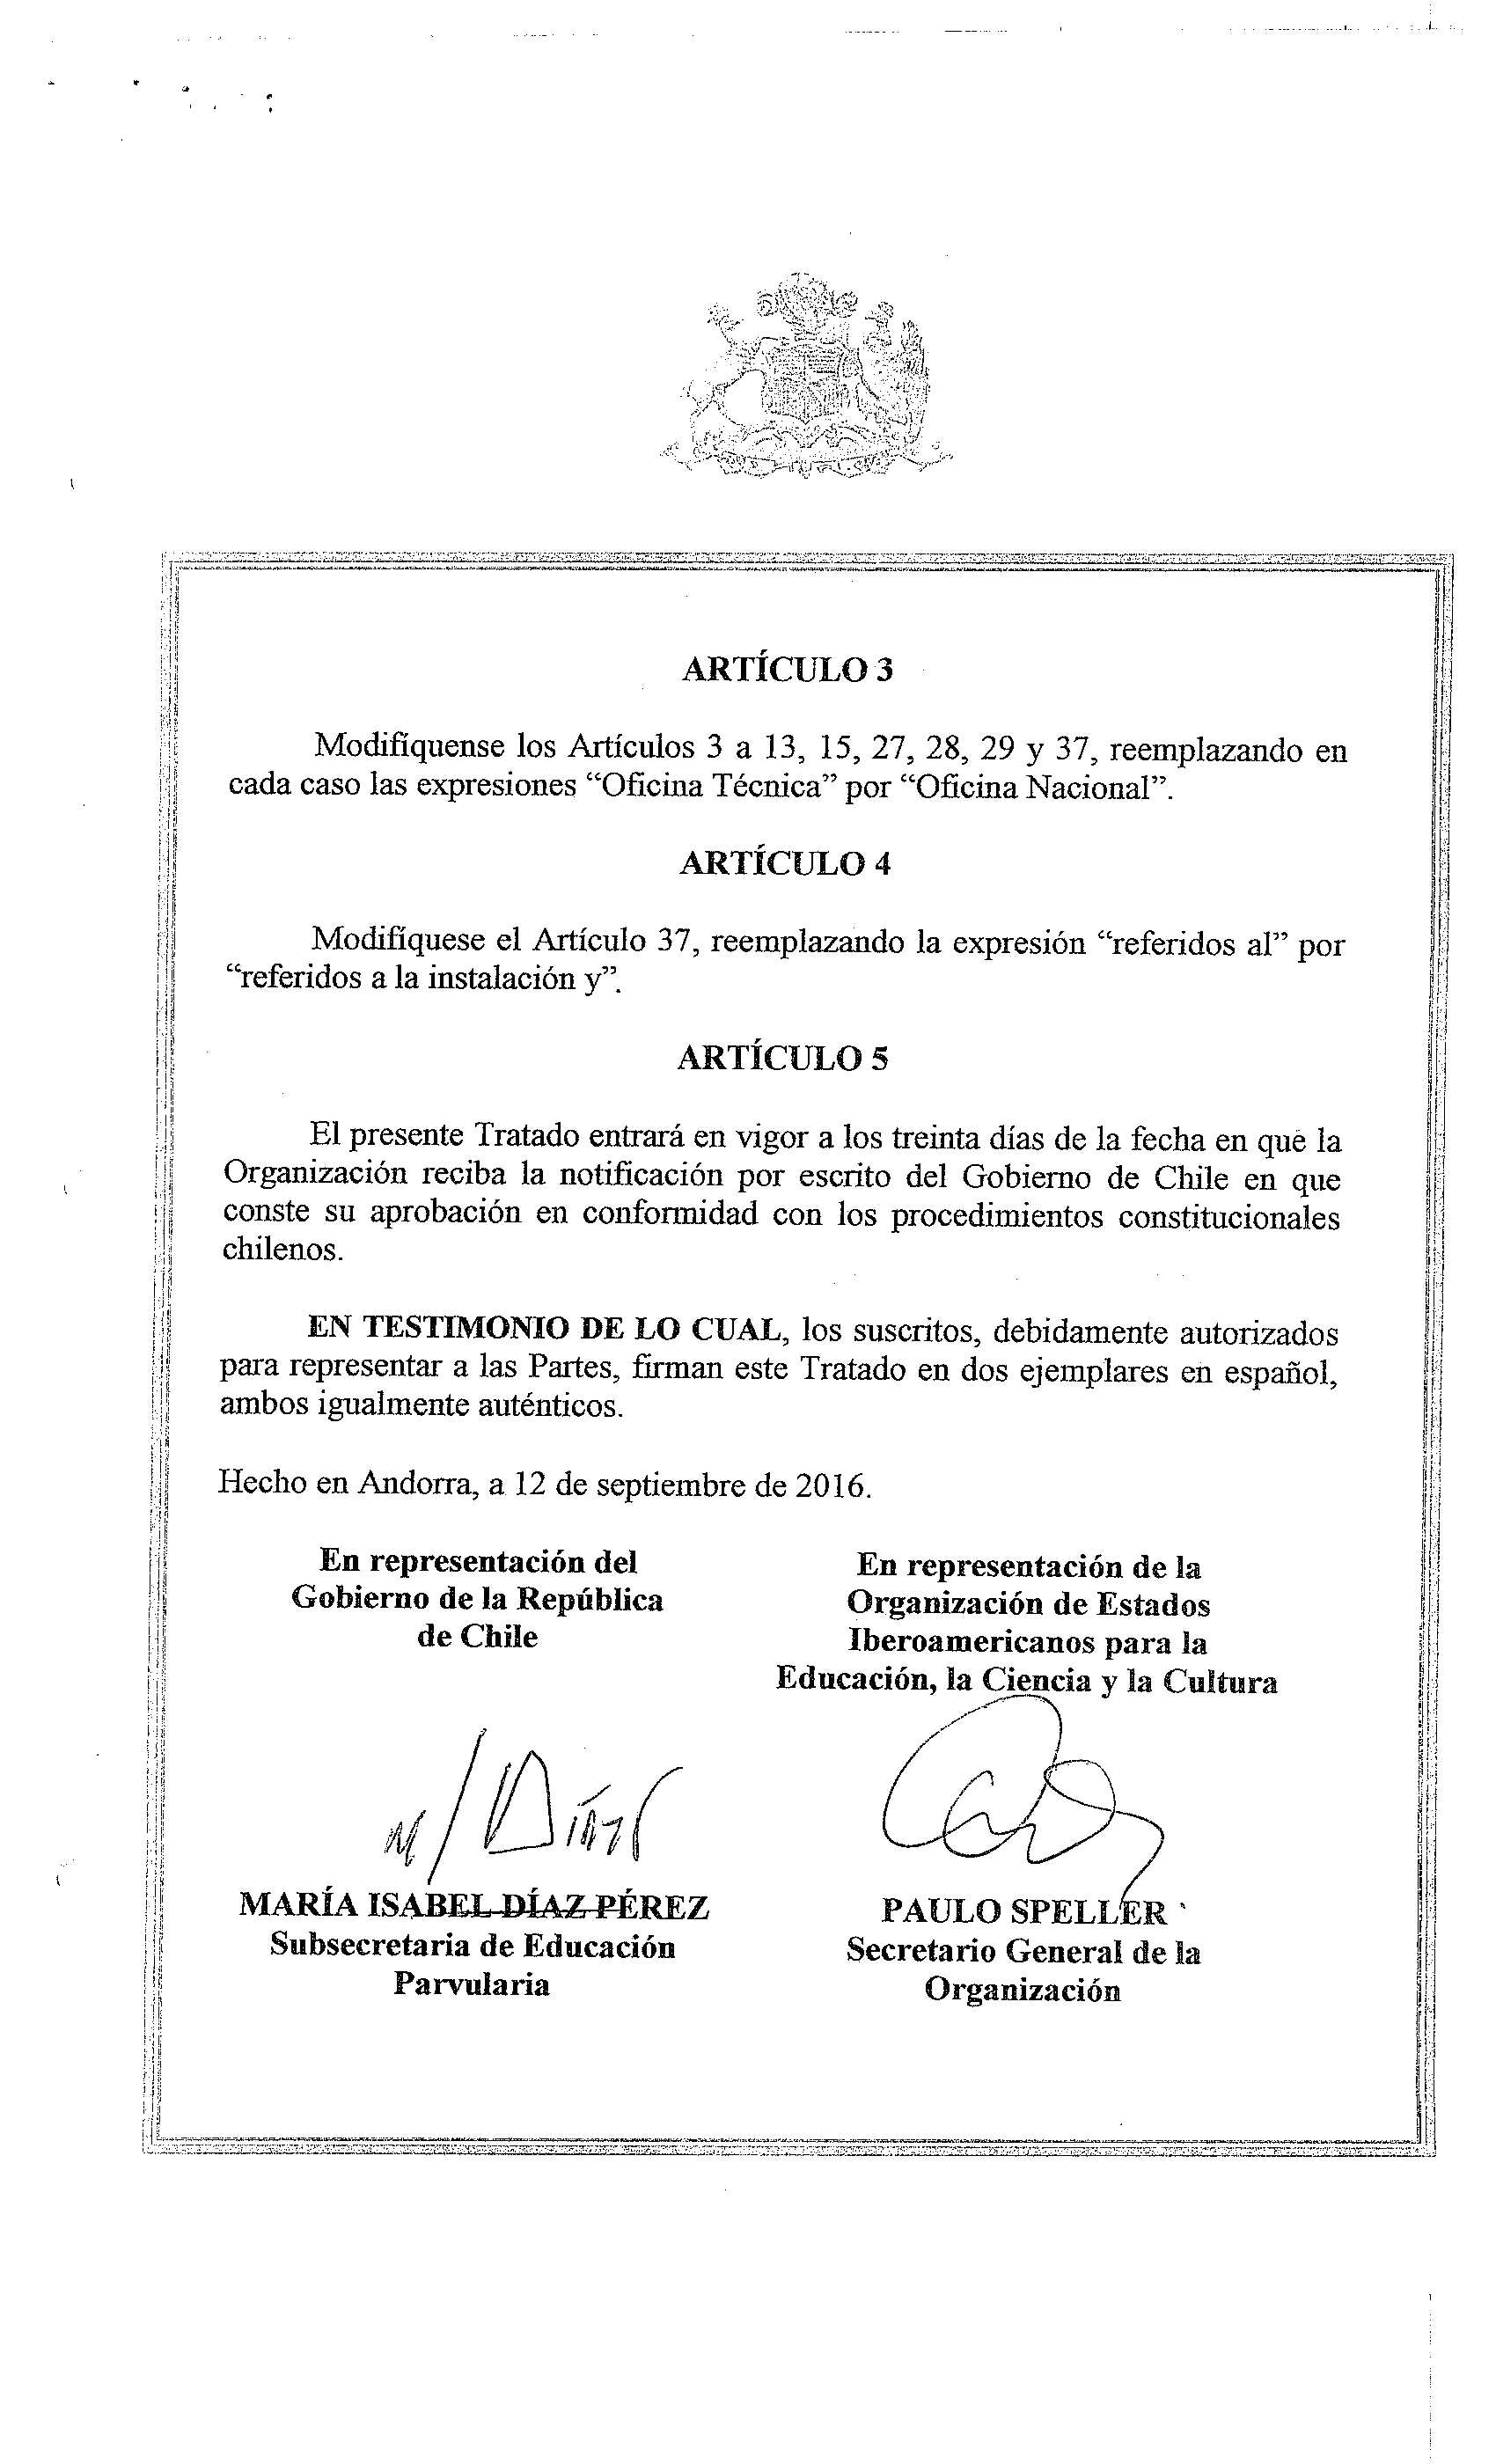 ARTÍCULO 3
Modifíquense los Artículos 3 a 13, 15, 27, 28, 29 y 37, reemplazando en
cada caso las expresiones “Oficina Técnica” por “Oficina Nacional”.
ARTÍCULO 4
Modifíquese el Artículo 37, reemplazando la expresión “referidos al” por
“referidos a la instalación y”.
ARTÍCULO 5
El presente Tratado entrará en vigor a los treinta días de la fecha en que la
Organización reciba la notificación por escrito del Gobierno de Chile en que
conste su aprobación en conformidad con los procedimientos constitucionales
chilenos.
EN TESTIMONIO DE LO CUAL, los suscritos, debidamente autorizados
para representar a las Partes, firman este Tratado en dos ejemplares en español,
ambos igualmente auténticos.
Hecho en Andorra, a 12 de septiembre de 2016.
En representación del
Gobierno de la República
de Chile
M Díaz
MARÍA ISABEL DÍAZ PÉREZ
Subsecretaria de Educación
Parvularia
En representación de la
Organización de Estados
Iberoamericanos para la
Educación, la Ciencia y la Cultura
PAULO SPELLER
Secretario General de la
Organización